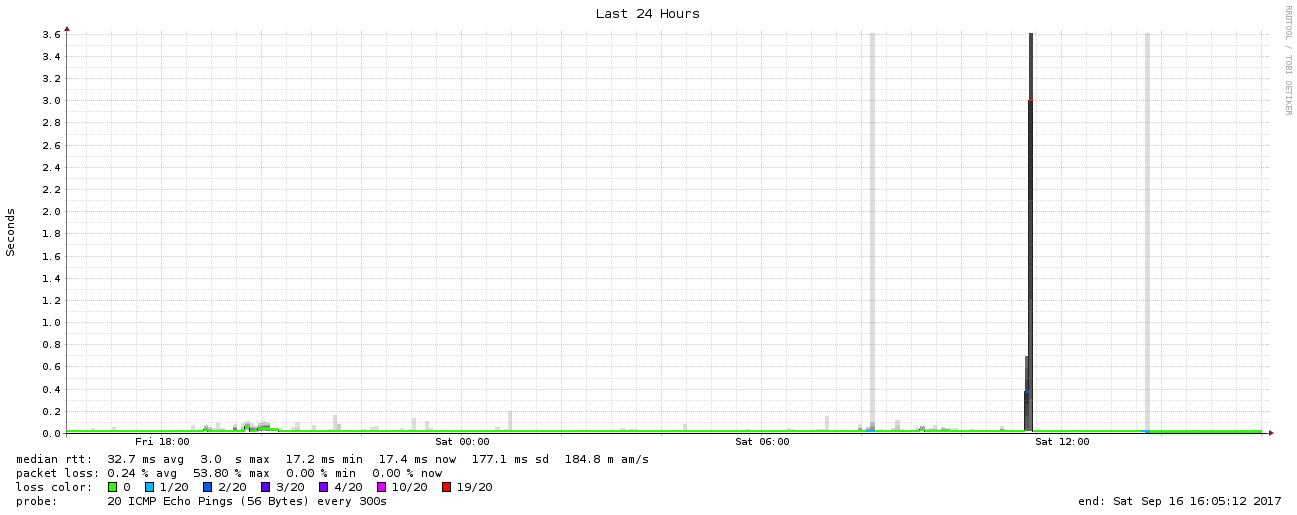 Last 24 Hours
RRDTOOL / TOBI OETIKER
Seconds
3.6
3.4
3.2
3.0
2.8
2.6
2.4
2.2
2.0
1.8
1.6
1.4
1.2
1.0
0.8
0.6
0.4
0.2
0.0
Fri 18:00 Sat 00:00 Sat 06:00 Sat 12:00
median rtt: 32.7 ms avg 3.0 s max 17.2 ms min 17.4 ms now 177.1 ms sd 184.8 m am/s
packet loss: 0.24 % avg 53.80 % max 0.00 % min 0.00 % now
loss color: 0 1/20 2/20 3/20 4/20 10/20 19/20
probe: 20 ICMP Echo Pings (56 Bytes) every 300s end: Sat Sep 16 16:05:12 2017